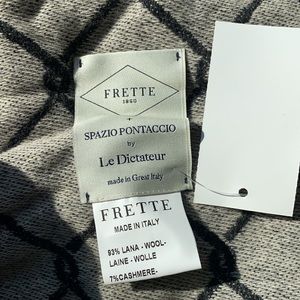 FRETTE
1860
+
SPAZIO PONTACCIO
by
Le Dictateur
made in Great Italy
FRETTE
MADE IN ITALY
93% LANA - WOOL-
LAINE - WOLLE
7%CASHMERE-